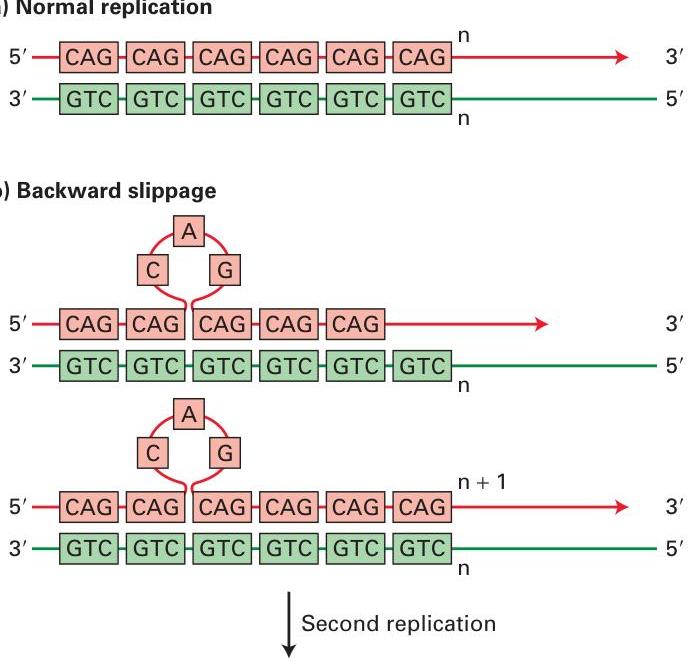 ) Normal replication
n
5′ CAG CAG CAG CAG CAG CAG 3′
3′ GTC GTC GTC GTC GTC GTC 5′
n
) Backward slippage
A
C G
5′ CAG CAG CAG CAG CAG 3′
3′ GTC GTC GTC GTC GTC GTC 5′
n
A
C G
n + 1
5′ CAG CAG CAG CAG CAG CAG 3′
3′ GTC GTC GTC GTC GTC GTC 5′
n
Second replication